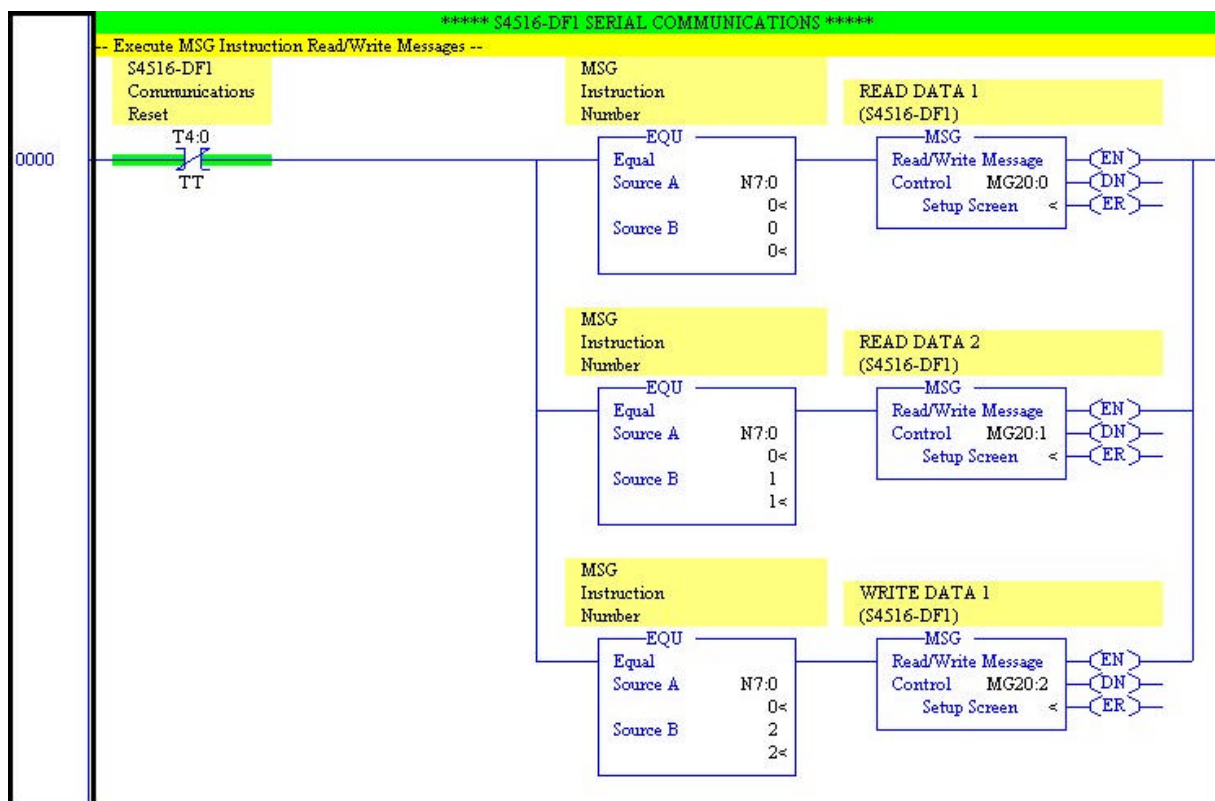 ***** S4516-DF1 SERIAL COMMUNICATIONS *****
-- Execute MSG Instruction Read/Write Messages --
S4516-DF1
Communications
Reset
T4:0
TT
0000
MSG
Instruction
Number
EQU
Equal
Source A N7:0
0<
Source B 0
0<
READ DATA 1
(S4516-DF1)
MSG
Read/Write Message
Control MG20:0
Setup Screen <
EN
DN
ER
MSG
Instruction
Number
EQU
Equal
Source A N7:0
0<
Source B 1
1<
READ DATA 2
(S4516-DF1)
MSG
Read/Write Message
Control MG20:1
Setup Screen <
EN
DN
ER
MSG
Instruction
Number
EQU
Equal
Source A N7:0
0<
Source B 2
2<
WRITE DATA 1
(S4516-DF1)
MSG
Read/Write Message
Control MG20:2
Setup Screen <
EN
DN
ER